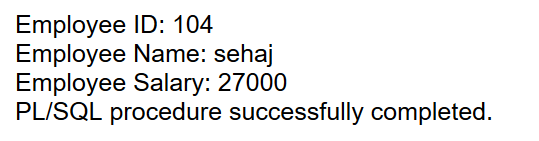 Employee ID: 104
Employee Name: sehaj
Employee Salary: 27000
PL/SQL procedure successfully completed.